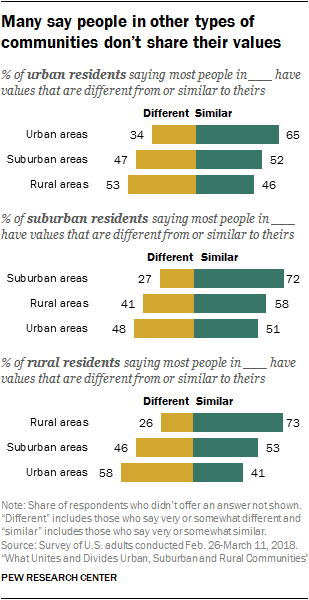 Many say people in other types of
communities don't share their values
% of urban residents saying most people in ___ have
values that are different from or similar to theirs
Different Similar
Urban areas 34 65
Suburban areas 47 52
Rural areas 53 46
% of suburban residents saying most people in ___
have values that are different from or similar to theirs
Different Similar
Suburban areas 27 72
Rural areas 41 58
Urban areas 48 51
% of rural residents saying most people in ___ have
values that are different from or similar to theirs
Different Similar
Rural areas 26 73
Suburban areas 46 53
Urban areas 58 41
Note: Share of respondents who didn't offer an answer not shown.
"Different" includes those who say very or somewhat different and
"similar" includes those who say very or somewhat similar.
Source: Survey of U.S. adults conducted Feb. 26-March 11, 2018.
"What Unites and Divides Urban, Suburban and Rural Communities"
PEW RESEARCH CENTER